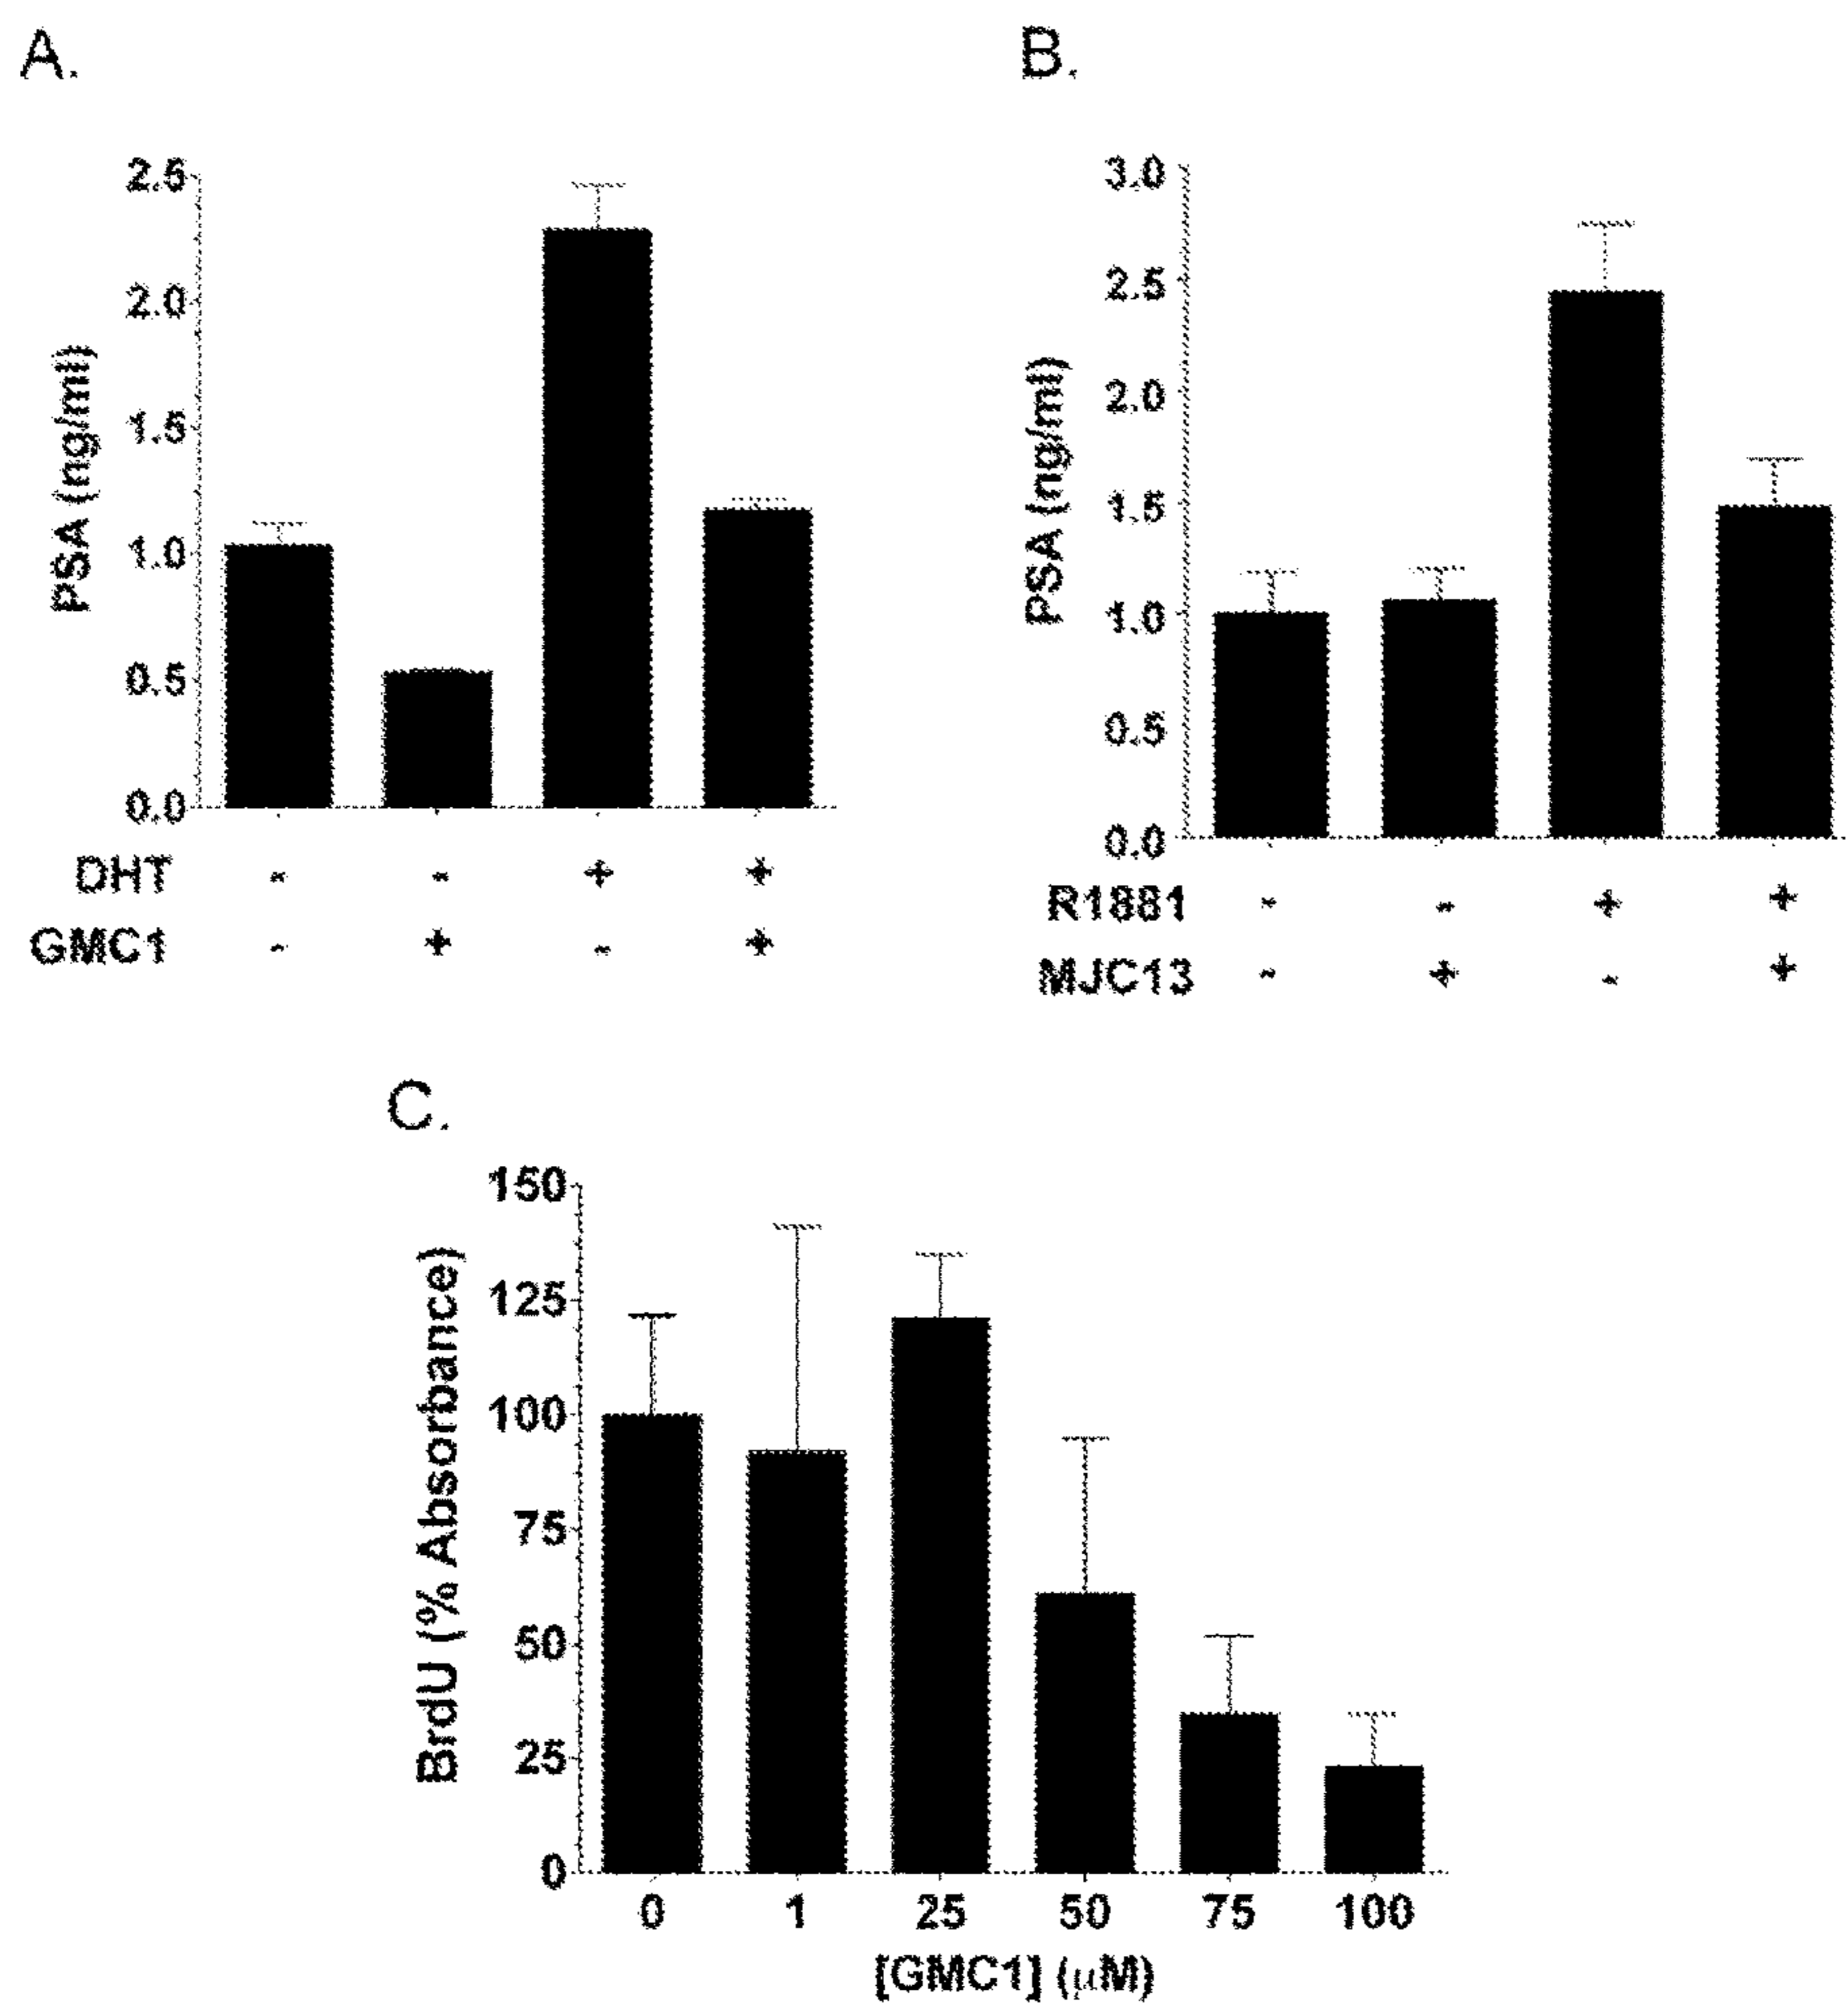 A.
2.5
2.0
1.5
1.0
0.5
0.0
PSA (ng/ml)
DHT - - + +
GMC1 - + - +
B.
3.0
2.5
2.0
1.5
1.0
0.5
0.0
PSA (ng/ml)
R1881 - - + +
MJC13 - + - +
C.
150
125
100
75
50
25
0
BrdU (% Absorbance)
0 1 25 50 75 100
[GMC1] (μM)